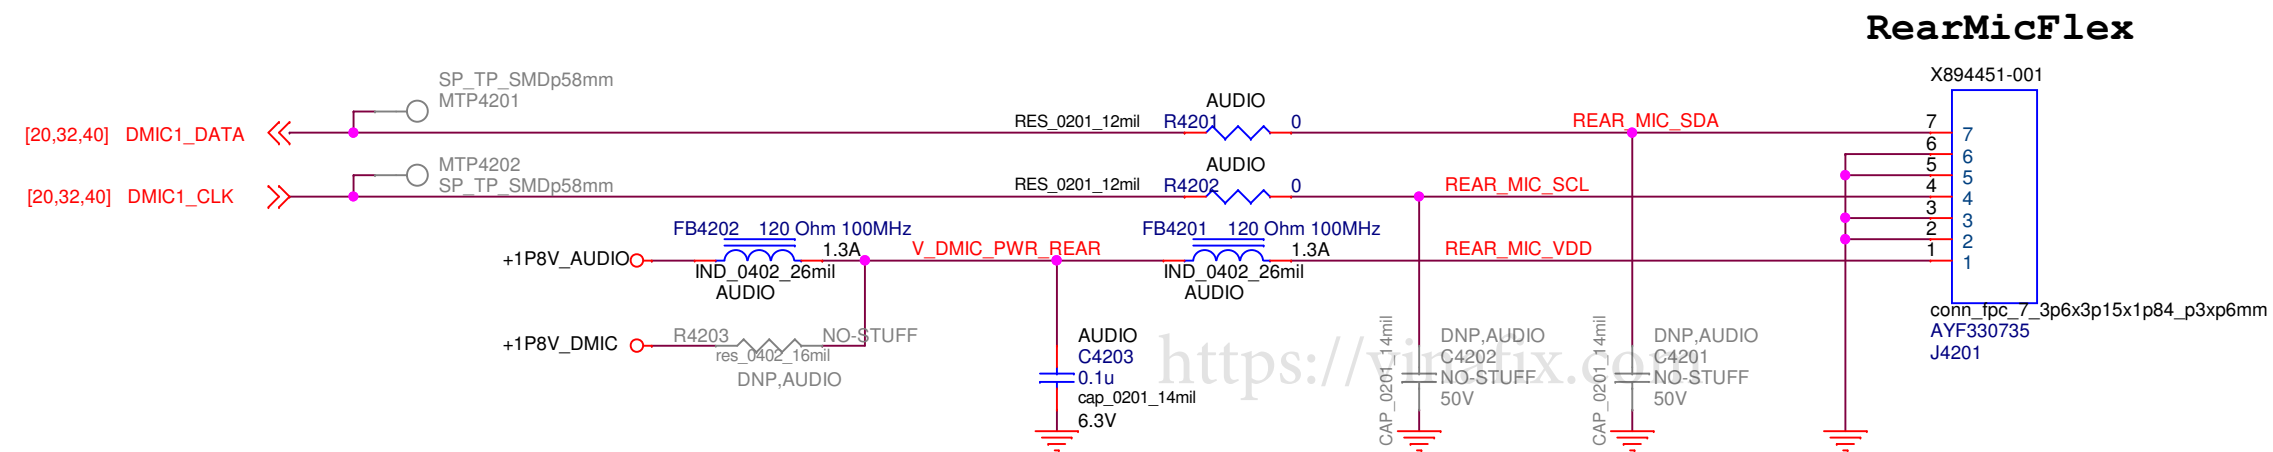 RearMicFlex
X894451-001
SP_TP_SMDp58mm
MTP4201
[20,32,40] DMIC1_DATA
RES_0201_12mil
AUDIO
R4201 0
REAR_MIC_SDA
7 7
6 6
5 5
4 4
3 3
2 2
1 1
MTP4202
SP_TP_SMDp58mm
[20,32,40] DMIC1_CLK
RES_0201_12mil
AUDIO
R4202 0
REAR_MIC_SCL
FB4202 120 Ohm 100MHz
1.3A
+1P8V_AUDIO
IND_0402_26mil
AUDIO
V_DMIC_PWR_REAR
FB4201 120 Ohm 100MHz
1.3A
IND_0402_26mil
AUDIO
REAR_MIC_VDD
conn_fpc_7_3p6x3p15x1p84_p3xp6mm
AYF330735
J4201
+1P8V_DMIC
R4203 NO-STUFF
res_0402_16mil
DNP,AUDIO
AUDIO
C4203
0.1u
cap_0201_14mil
6.3V
https://vinafix.com
CAP_0201_14mil
DNP,AUDIO
C4202
NO-STUFF
50V
CAP_0201_14mil
DNP,AUDIO
C4201
NO-STUFF
50V